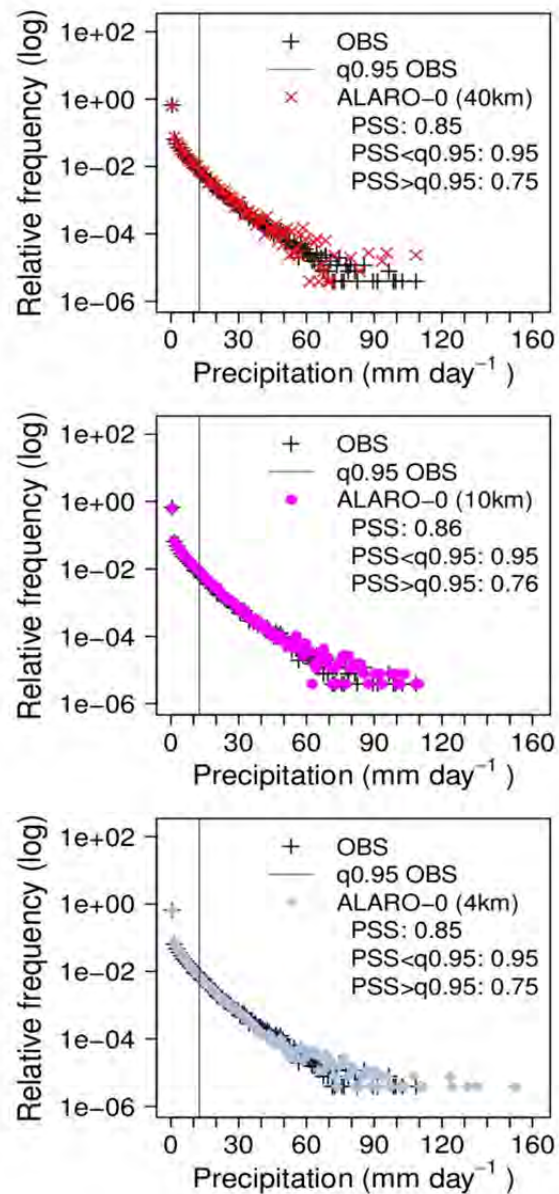 1e+02
1e+00
1e−02
1e−04
1e−06
Relative frequency (log)
OBS
q0.95 OBS
ALARO−0 (40km)
PSS: 0.85
PSS<q0.95: 0.95
PSS>q0.95: 0.75
0 30 60 90 120 160
Precipitation (mm day⁻¹ )
1e+02
1e+00
1e−02
1e−04
1e−06
Relative frequency (log)
OBS
q0.95 OBS
ALARO−0 (10km)
PSS: 0.86
PSS<q0.95: 0.95
PSS>q0.95: 0.76
0 30 60 90 120 160
Precipitation (mm day⁻¹ )
1e+02
1e+00
1e−02
1e−04
1e−06
Relative frequency (log)
OBS
q0.95 OBS
ALARO−0 (4km)
PSS: 0.85
PSS<q0.95: 0.95
PSS>q0.95: 0.75
0 30 60 90 120 160
Precipitation (mm day⁻¹ )